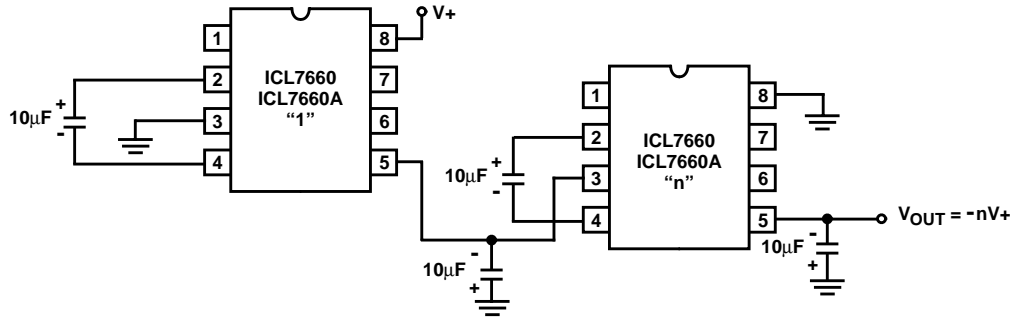 V+
1
8
2
7
3
6
4
5
ICL7660
ICL7660A
“1”
10µF
+
-
1
8
2
7
3
6
4
5
ICL7660
ICL7660A
“n”
10µF
+
-
10µF
-
+
VOUT = -nV+
10µF
-
+